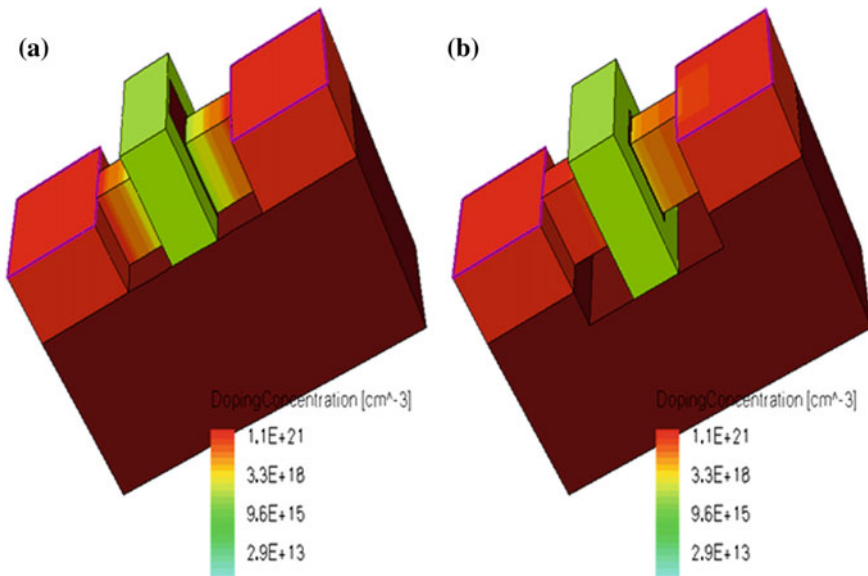 (a)
(b)
DopingConcentration [cm^-3]
1.1E+21
3.3E+18
9.6E+15
2.9E+13
DopingConcentration [cm^-3]
1.1E+21
3.3E+18
9.6E+15
2.9E+13